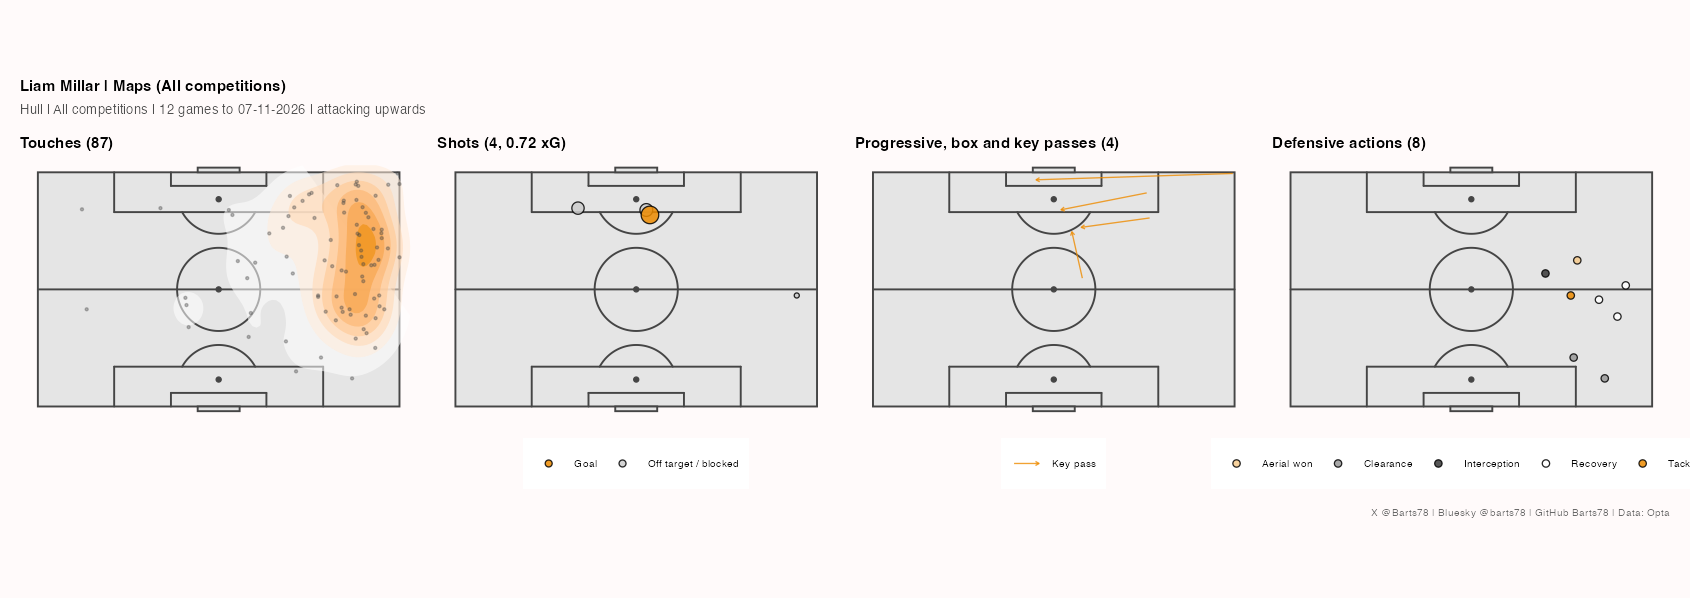 Liam Millar | Maps (All competitions)
Hull | All competitions | 12 games to 07-11-2026 | attacking upwards
Touches (87)
Shots (4, 0.72 xG)
Progressive, box and key passes (4)
Defensive actions (8)
Goal
Off target / blocked
Key pass
Aerial won
Clearance
Interception
Recovery
Tack
X @Barts78 | Bluesky @barts78 | GitHub Barts78 | Data: Opta